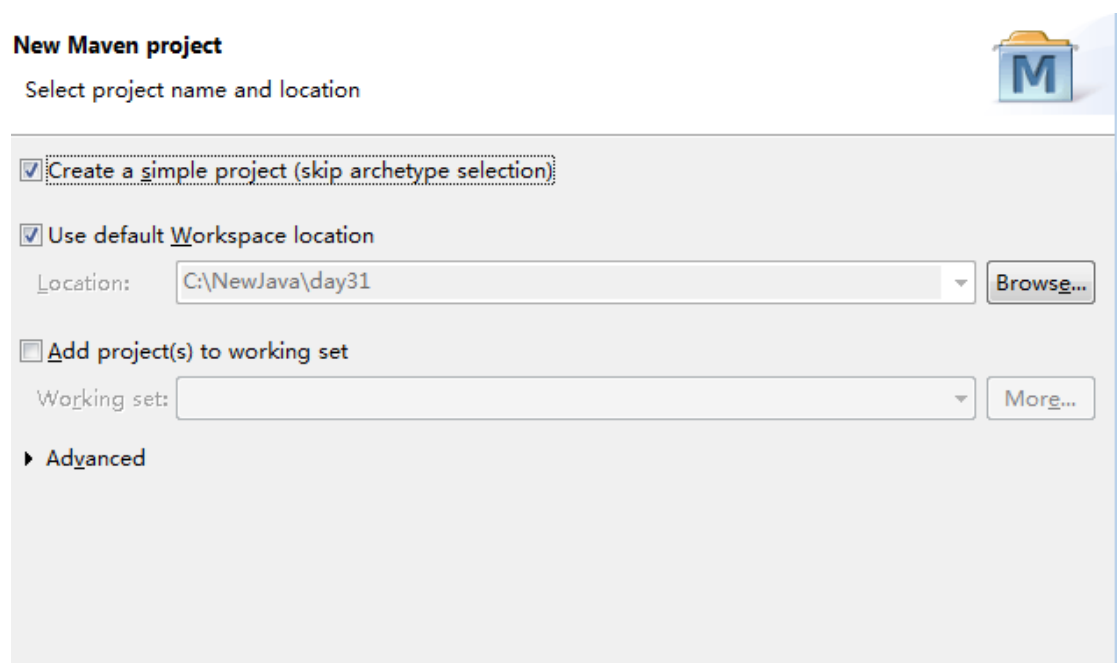 New Maven project
Select project name and location
M
Create a simple project (skip archetype selection)
Use default Workspace location
Location: C:\NewJava\day31 Browse...
Add project(s) to working set
Working set: More...
Advanced